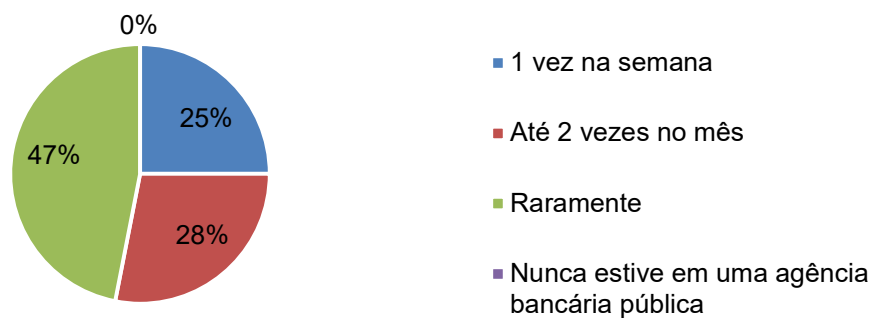 0%
25%
47%
28%
1 vez na semana
Até 2 vezes no mês
Raramente
Nunca estive em uma agência
bancária pública